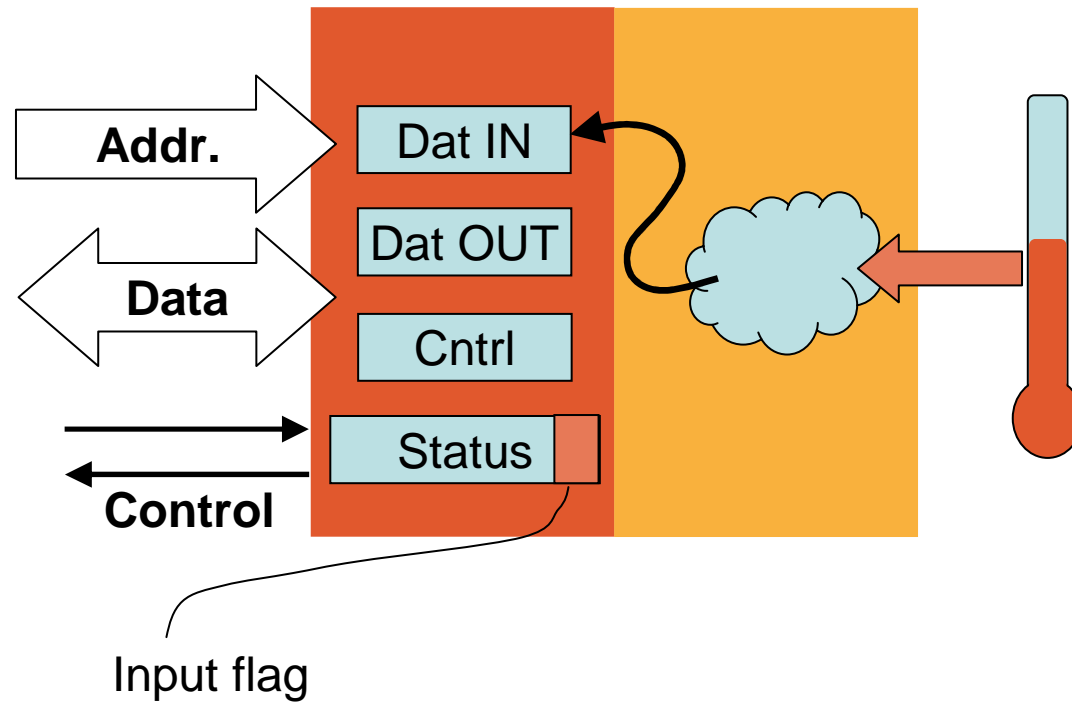 Addr.
Dat IN
Dat OUT
Data
Cntrl
Status
Control
Input flag